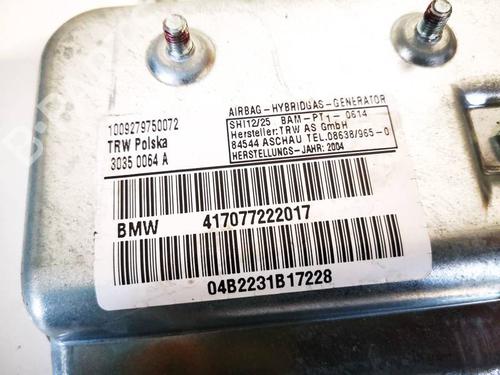 1009279750072
TRW Polska
3035 0064 A
AIRBAG-HYBRIDGAS-GENERATOR
SHI12/25 BAM-PT1-0614
Hersteller:TRW AS GmbH
84544 ASCHAU TEL.08638/965-0
HERSTELLUNGS-JAHR: 2004
BMW 417077222017
04B2231B17228